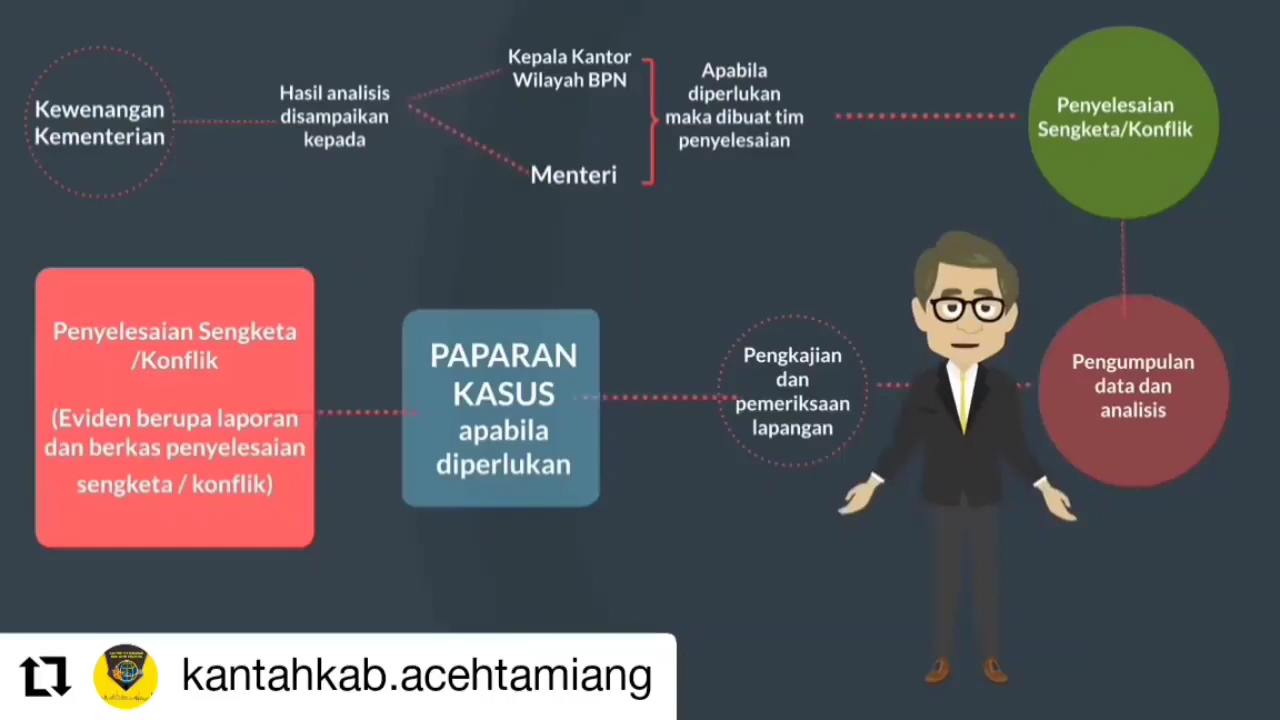 Kewenangan
Kementerian
Hasil analisis
disampaikan
kepada
Kepala Kantor
Wilayah BPN
Menteri
Apabila
diperlukan
maka dibuat tim
penyelesaian
Penyelesaian
Sengketa/Konflik
Pengumpulan
data dan
analisis
Pengkajian
dan
pemeriksaan
lapangan
PAPARAN
KASUS
apabila
diperlukan
Penyelesaian Sengketa
/Konflik
(Eviden berupa laporan
dan berkas penyelesaian
sengketa / konflik)
kantahkab.acehtamiang